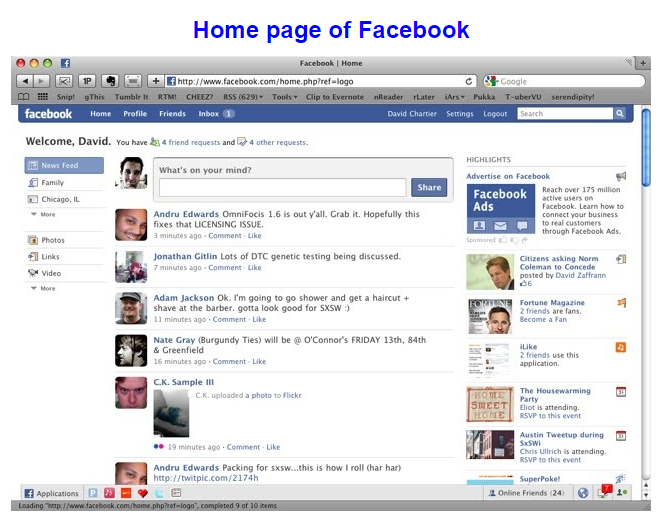 Home page of Facebook
Facebook | Home
1P
http://www.facebook.com/home.php?ref=logo
Google
Snip! gThis Tumblr It RTM! CHEEZ? RSS (629) Tools Clip to Evernote nReader rLater iArs Pukka T-uberVU serendipity!
facebook Home Profile Friends Inbox 1 David Chartier Settings Logout Search
Welcome, David. You have 4 friend requests and 4 other requests.
News Feed
Family
Chicago, IL
More
Photos
Links
Video
More
What's on your mind?
Share
Andru Edwards OmniFocis 1.6 is out y'all. Grab it. Hopefully this
fixes that LICENSING ISSUE.
3 minutes ago · Comment · Like
Jonathan Gitlin Lots of DTC genetic testing being discussed.
7 minutes ago · Comment · Like
Adam Jackson Ok. I'm going to go shower and get a haircut +
shave at the barber. gotta look good for SXSW :)
11 minutes ago · Comment · Like
Nate Gray (Burgundy Ties) will be @ O'Connor's FRIDAY 13th, 84th
& Greenfield
16 minutes ago · Comment · Like
C.K. Sample III
C.K. uploaded a photo to Flickr
19 minutes ago · Comment · Like
Andru Edwards Packing for sxsw...this is how I roll (har har)
http://twitpic.com/2174h
HIGHLIGHTS
Advertise on Facebook
Facebook
Ads
Reach over 175 million
active users on
Facebook. Learn how to
connect your business
to real customers
through Facebook Ads.
Sponsored
Citizens asking Norm
Coleman to Concede
posted by David Zaffrann
6
FORTUNE
Fortune Magazine
2 friends are fans.
Become a Fan
iLike
2 friends use this
application.
HOME
SWEET
HOME
The Housewarming
Party
Eliot is attending.
RSVP to this event
31
Austin Tweetup during
SxSWi
Chris Ullrich is attending.
RSVP to this event
31
SuperPoke!
Applications
Online Friends (24)
7
Loading "http://www.facebook.com/home.php?ref=logo", completed 9 of 10 items